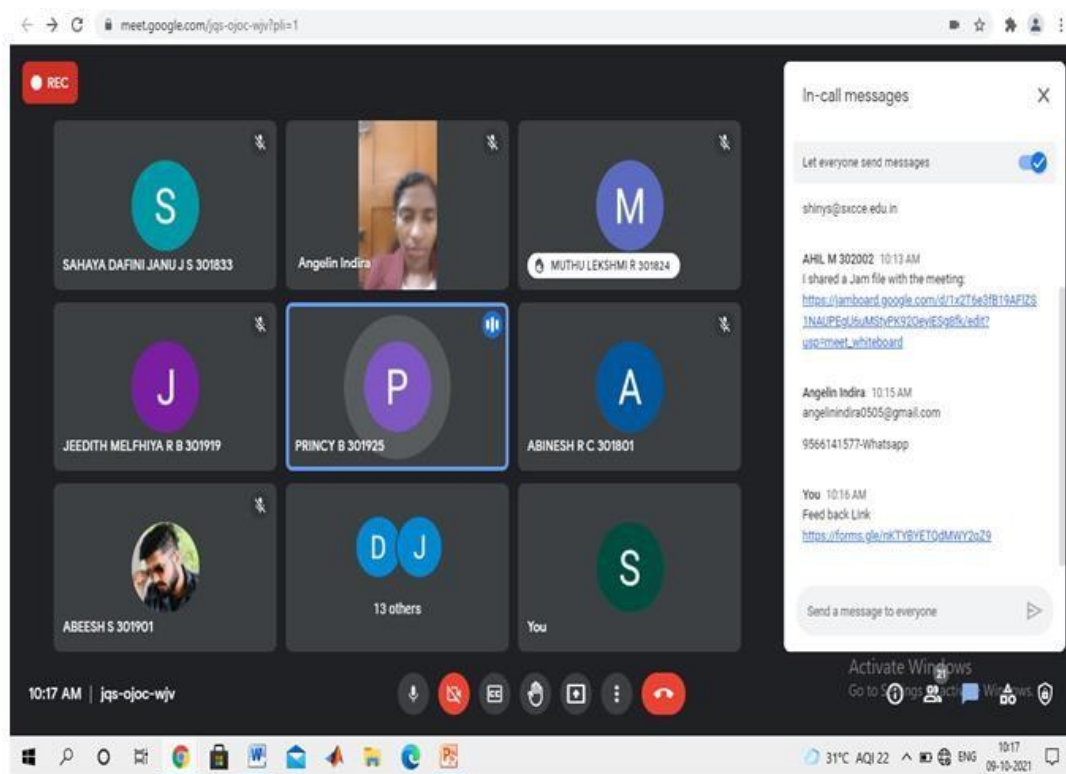 meet.google.com/jqs-ojoc-wjv?pli=1
REC
S
SAHAYA DAFINI JANU J S 301833
Angelin Indira
M
MUTHU LEKSHMI R 301824
J
JEEDITH MELFHIYA R B 301919
P
PRINCY B 301925
A
ABINESH R C 301801
ABEESH S 301901
D J
13 others
S
You
In-call messages
Let everyone send messages
shinys@sxcce.edu.in
AHIL M 302002 10:13 AM
I shared a Jam file with the meeting:
usp=meet_whiteboard
Angelin Indira 10:15 AM
angelinindira0505@gmail.com
9566141577-Whatsapp
You 10:16 AM
Feed back Link
Send a message to everyone
Activate Windows
10:17 AM | jqs-ojoc-wjv
CC
21
31°C AQI 22
ENG
10:17
09-10-2021